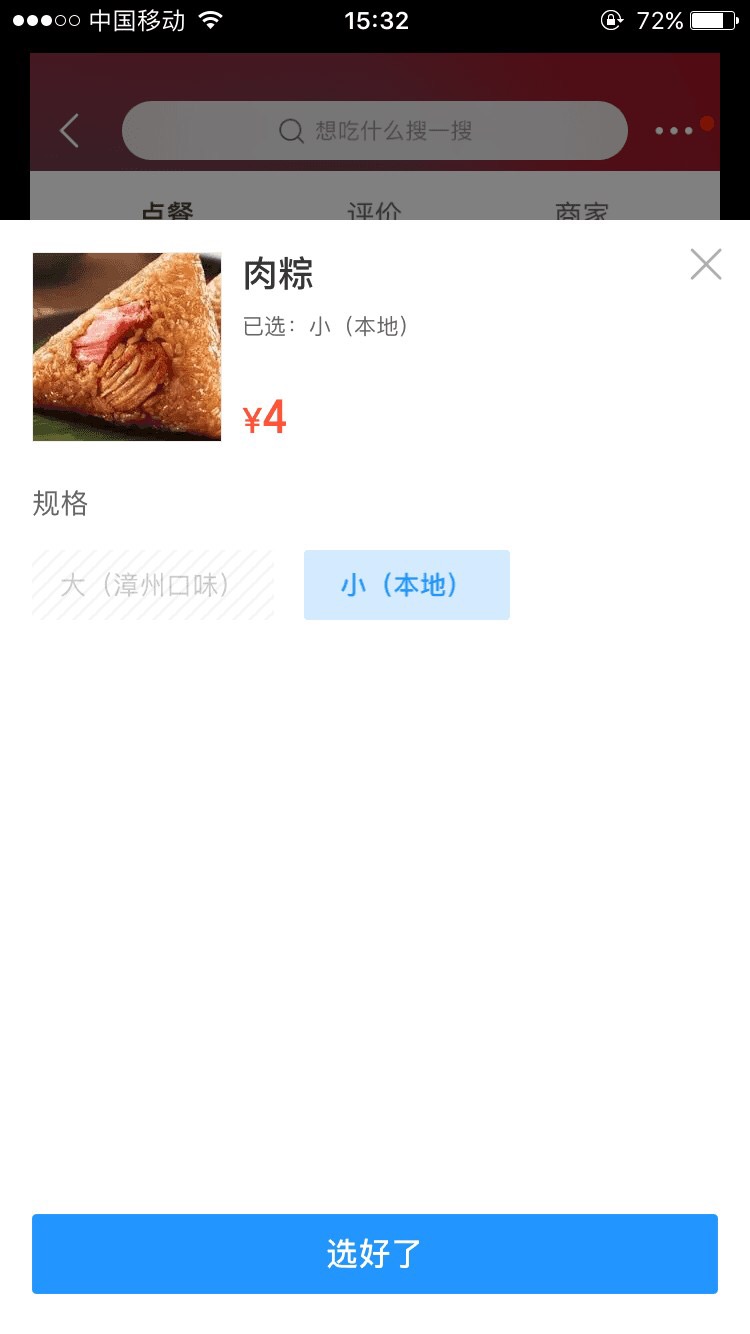 中国移动 15:32 72%
想吃什么搜一搜
点餐 评价 商家
肉粽
已选：小（本地）
¥4
规格
大（漳州口味） 小（本地）
选好了